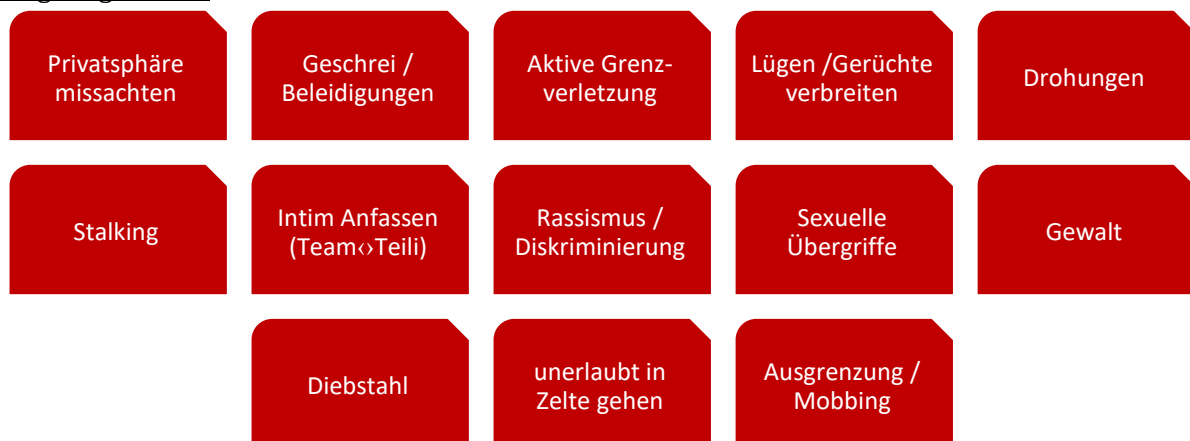 Privatsphäre
missachten
Geschrei /
Beleidigungen
Aktive Grenz-
verletzung
Lügen /Gerüchte
verbreiten
Drohungen
Stalking
Intim Anfassen
(Team‹›Teili)
Rassismus /
Diskriminierung
Sexuelle
Übergriffe
Gewalt
Diebstahl
unerlaubt in
Zelte gehen
Ausgrenzung /
Mobbing